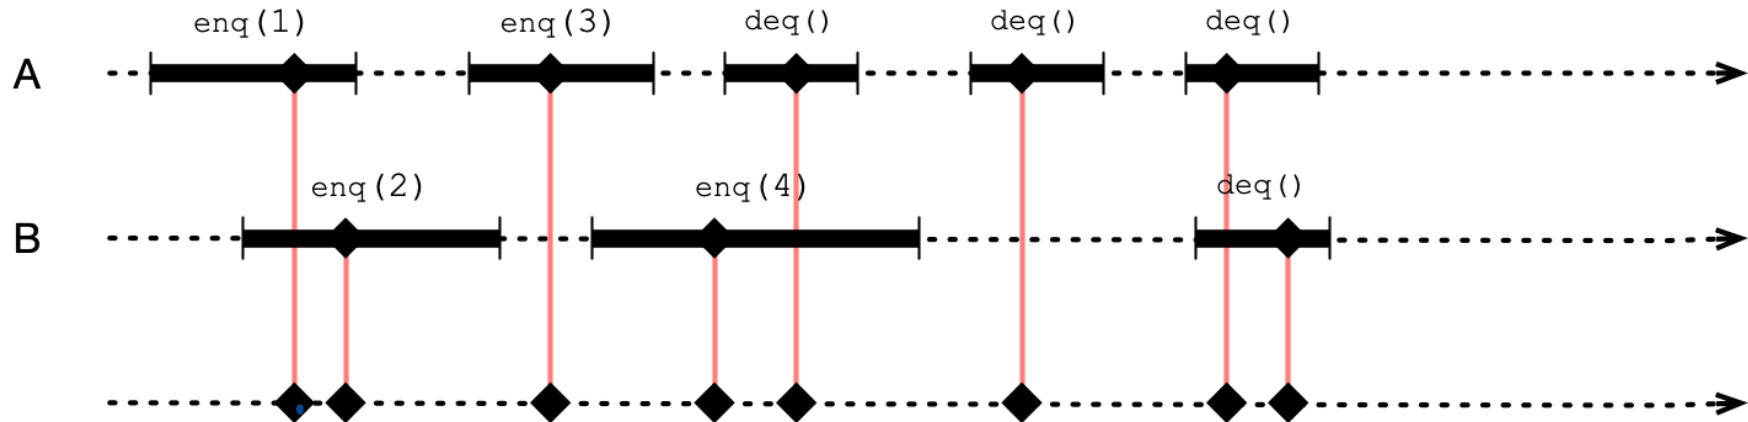 enq(1) enq(3) deq() deq() deq()
A
enq(2) enq(4) deq()
B